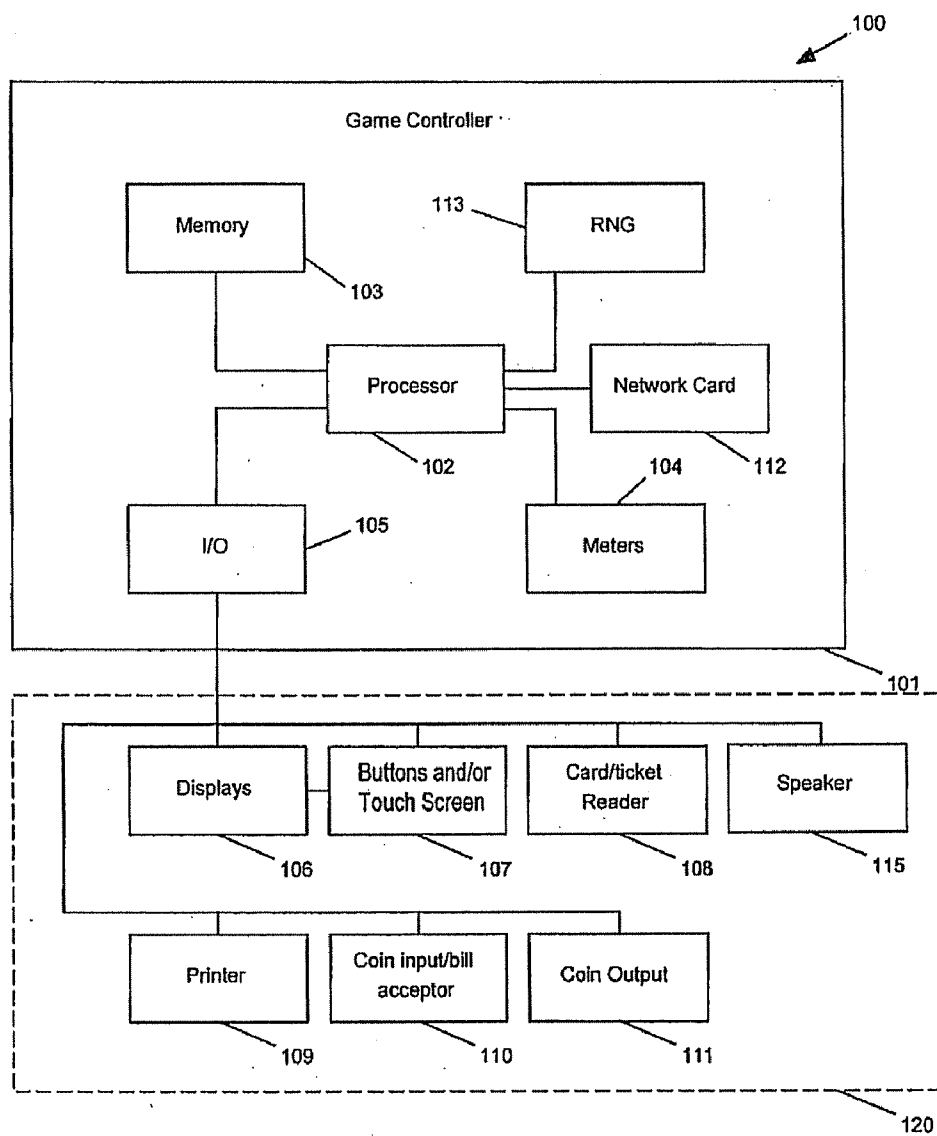 100
Game Controller
Memory
103
113
RNG
Processor
102
Network Card
112
I/O
105
104
Meters
101
Displays
106
Buttons and/or
Touch Screen
107
Card/ticket
Reader
108
Speaker
115
Printer
109
Coin input/bill
acceptor
110
Coin Output
111
120